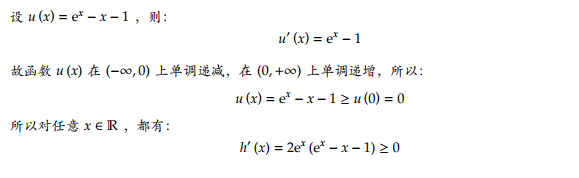 设 u (x) = eˣ − x − 1 ，则：
u′ (x) = eˣ − 1
故函数 u (x) 在 (−∞, 0) 上单调递减，在 (0, +∞) 上单调递增，所以：
u (x) = eˣ − x − 1 ≥ u (0) = 0
所以对任意 x ∈ ℝ ，都有：
h′ (x) = 2eˣ (eˣ − x − 1) ≥ 0